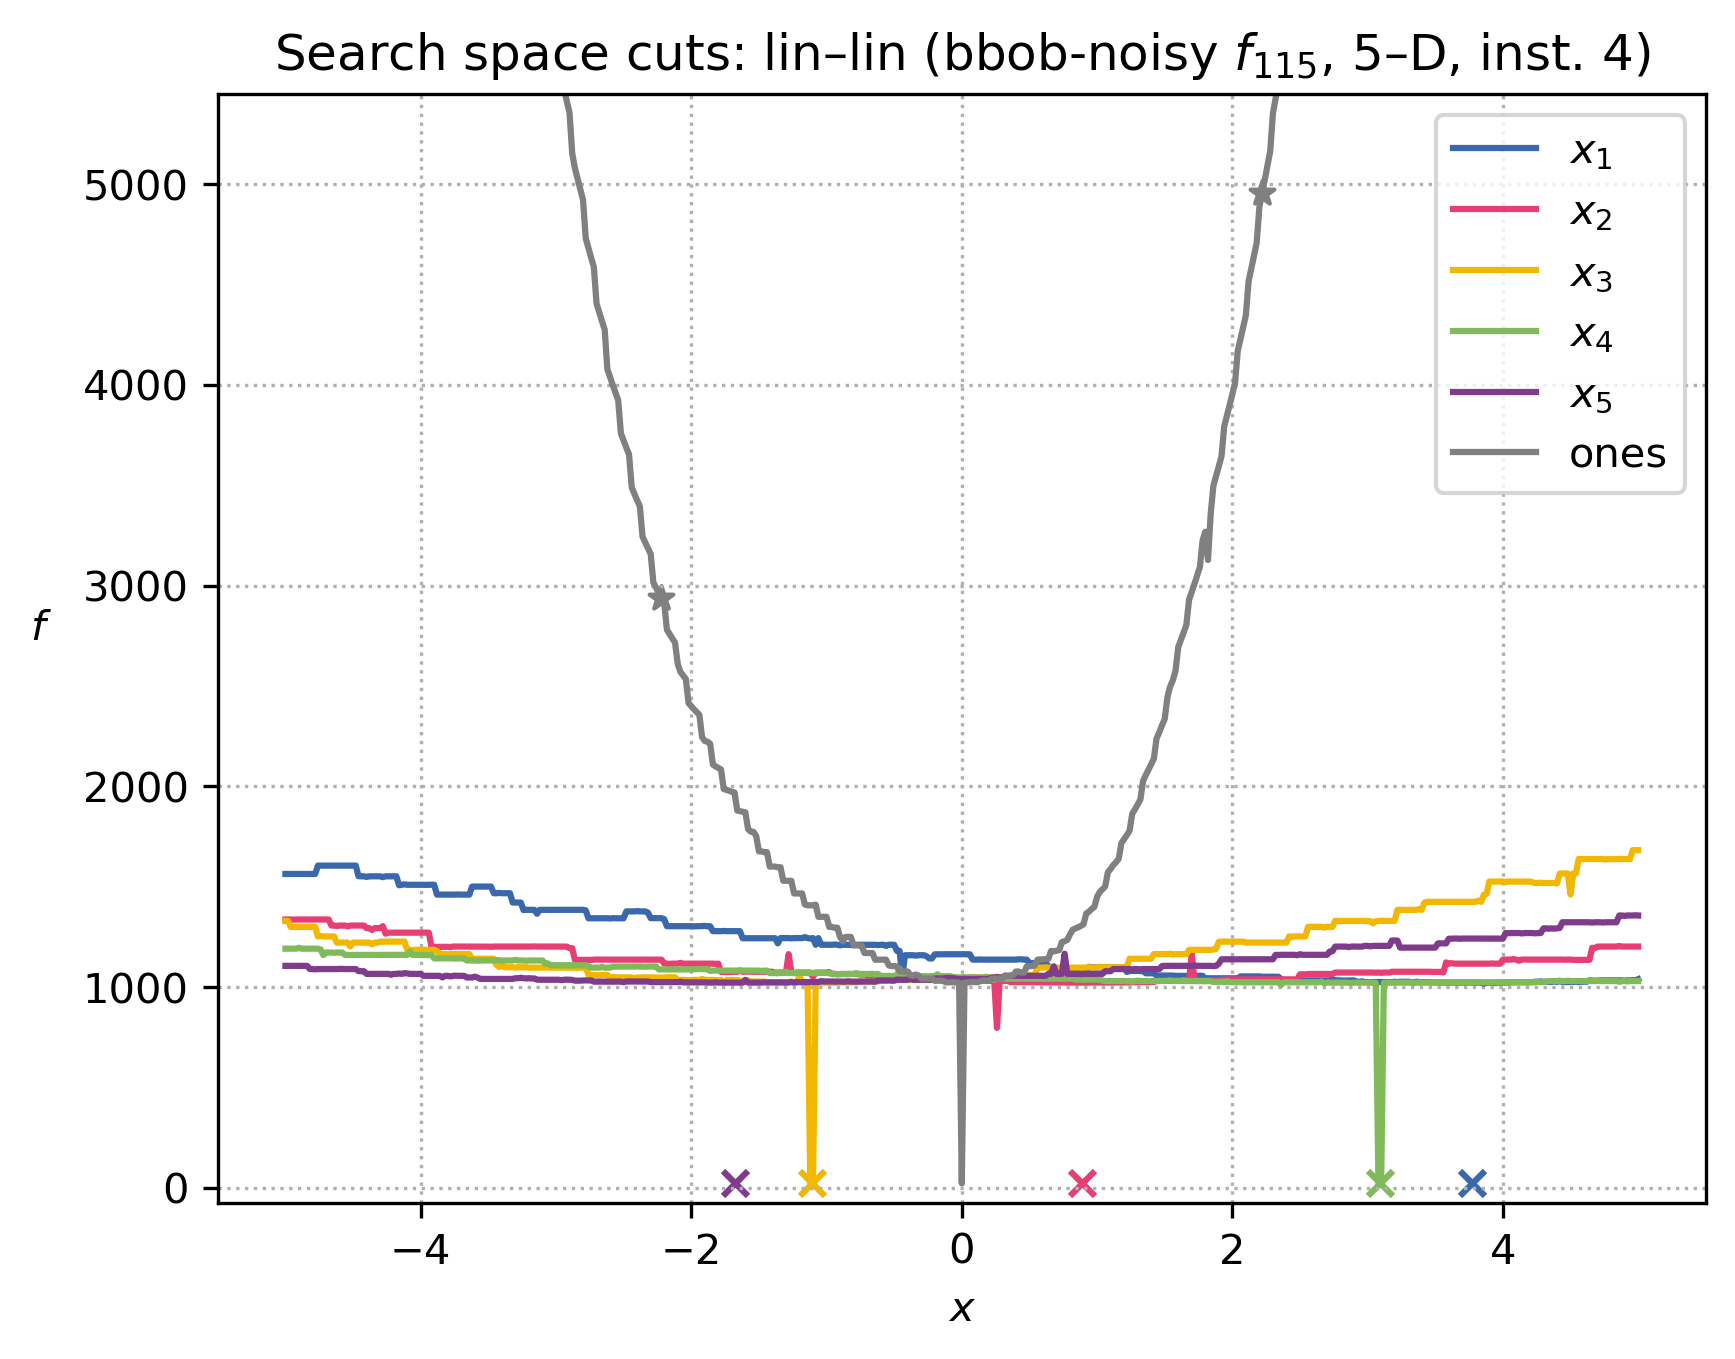 Search space cuts: lin–lin (bbob-noisy f₁₁₅, 5–D, inst. 4)
x₁
x₂
x₃
x₄
x₅
ones
5000
4000
3000
2000
1000
0
f
−4 −2 0 2 4
x